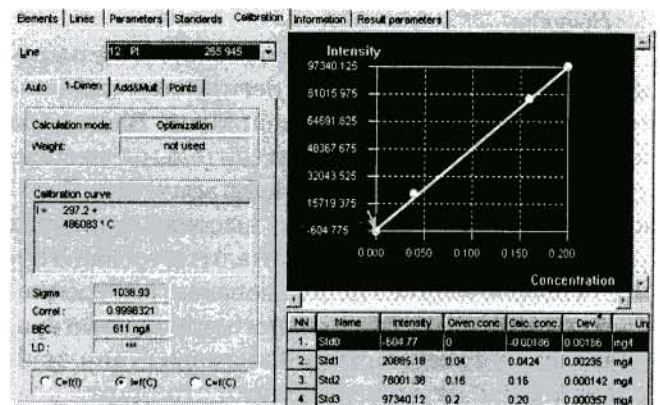 Elements Lines Parameters Standards Calibration Information Result parameters
Line 12 Pt 265 945
Auto 1-Dimen Add&Mult Points
Calculation mode: Optimization
Weight: not used
Calibration curve
I = 297.2 +
486083 * C
Sigma 1038.93
Correl : 0.9998321
BEC 611 ng/l
LD : ***
C=f(I) I=f(C) C=f(C)
Intensity
97340.125
81015 975
64691.825
48367 675
32043 525
15719 375
-604 775
0.000 0.050 0.100 0 150 0.200
Concentration
NN Name Intensity Given conc Calc. conc. Dev.
1. Std0 -604.77 0 -0.00186 0.00186 mg/l
2. Std1 20885.18 0.04 0.0424 0.00235 mg/l
3. Std2 78001.38 0.16 0.16 0.000142 mg/l
4 Std3 97340.12 0.2 0.20 0.000357 mg/l